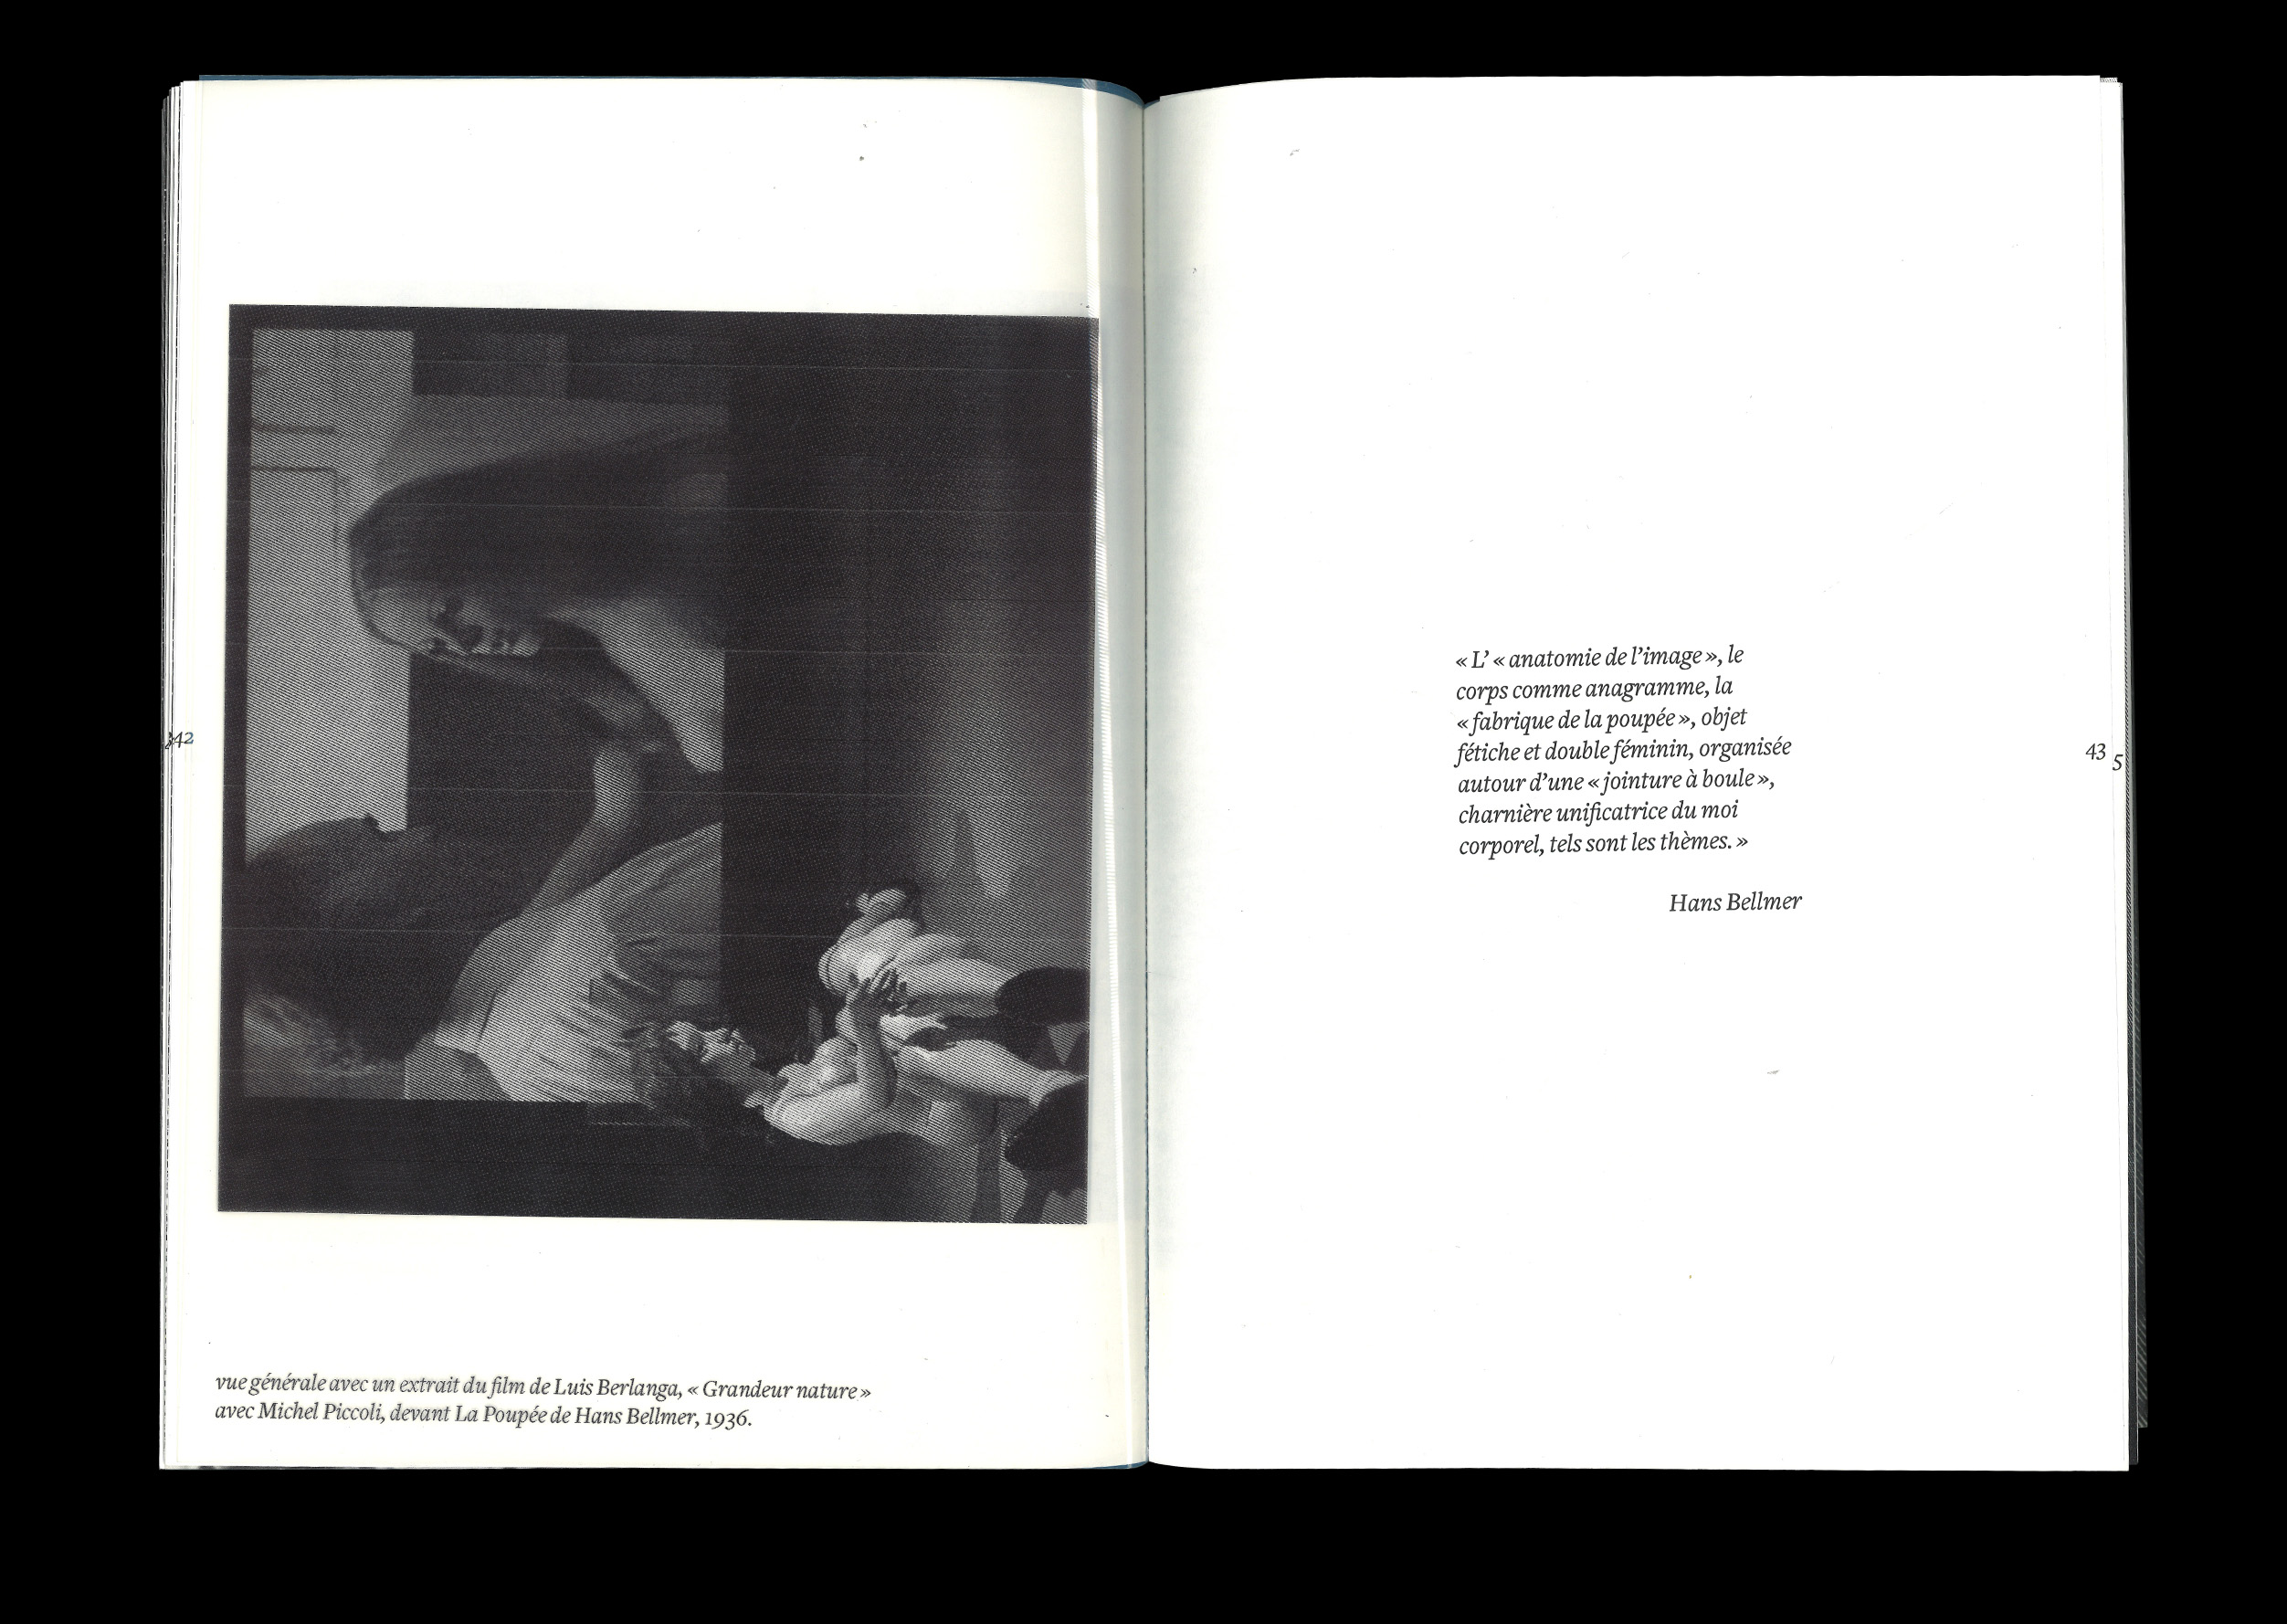 42
vue générale avec un extrait du film de Luis Berlanga, « Grandeur nature »
avec Michel Piccoli, devant La Poupée de Hans Bellmer, 1936.
« L’ « anatomie de l’image », le
corps comme anagramme, la
« fabrique de la poupée », objet
fétiche et double féminin, organisée
autour d’une « jointure à boule »,
charnière unificatrice du moi
corporel, tels sont les thèmes. »
Hans Bellmer
43
5